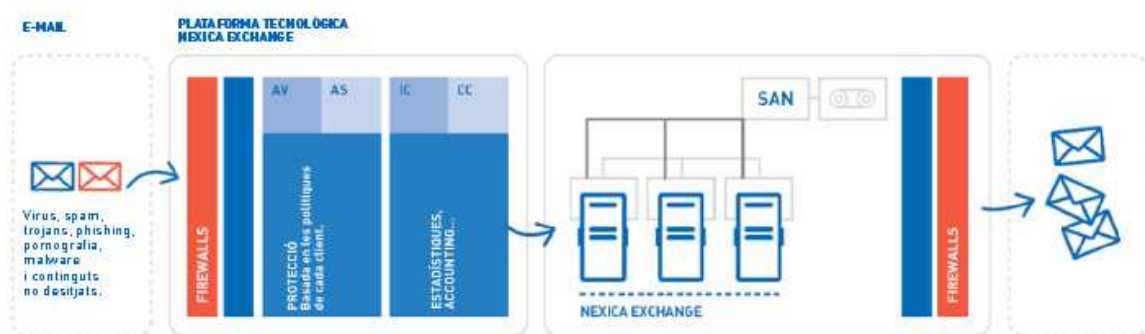 E-MAIL
PLATAFORMA TECNOLÒGICA
NEXICA EXCHANGE
Virus, spam,
trojans, phishing,
pornografia,
malware
i continguts
no desitjats.
FIREWALLS
AV
AS
PROTECCIÓ
Basada en les polítiques
de cada client.
IC
CC
ESTADÍSTIQUES,
ACCOUNTING...
SAN
NEXICA EXCHANGE
FIREWALLS